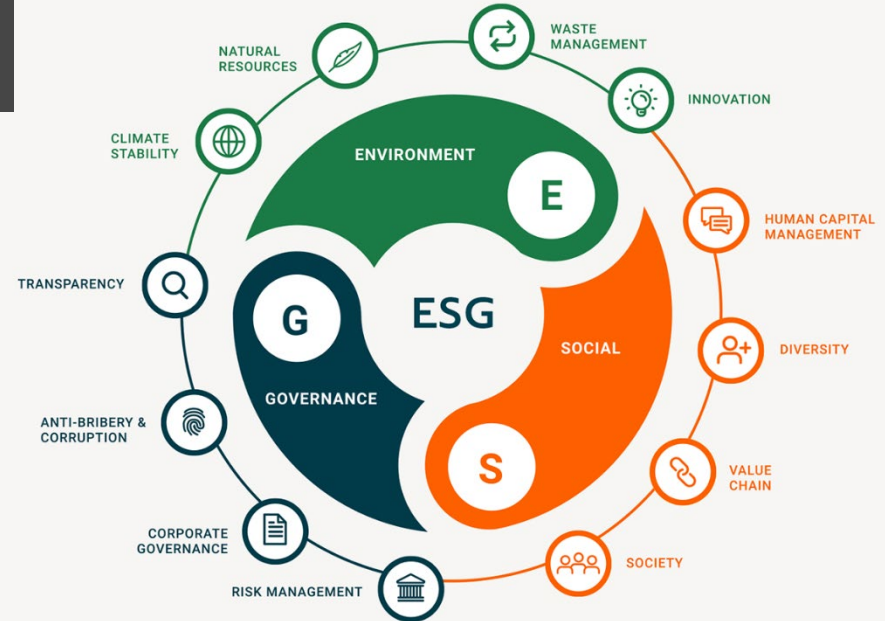 WASTE
MANAGEMENT
NATURAL
RESOURCES
INNOVATION
CLIMATE
STABILITY
ENVIRONMENT
E
HUMAN CAPITAL
MANAGEMENT
TRANSPARENCY
G
ESG
SOCIAL
DIVERSITY
GOVERNANCE
ANTI-BRIBERY &
CORRUPTION
S
VALUE
CHAIN
CORPORATE
GOVERNANCE
SOCIETY
RISK MANAGEMENT